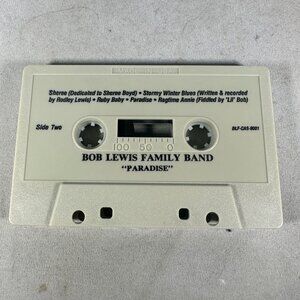 Sheree (Dedicated to Sheree Boyd) • Stormy Winter Blues (Written & recorded
by Rodley Lewis) • Ruby Baby • Paradise • Ragtime Annie (Fiddled by 'Lil' Bob)
Side Two
BLF-CAS-9001
100 50 0
BOB LEWIS FAMILY BAND
"PARADISE"